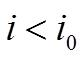 i < i₀